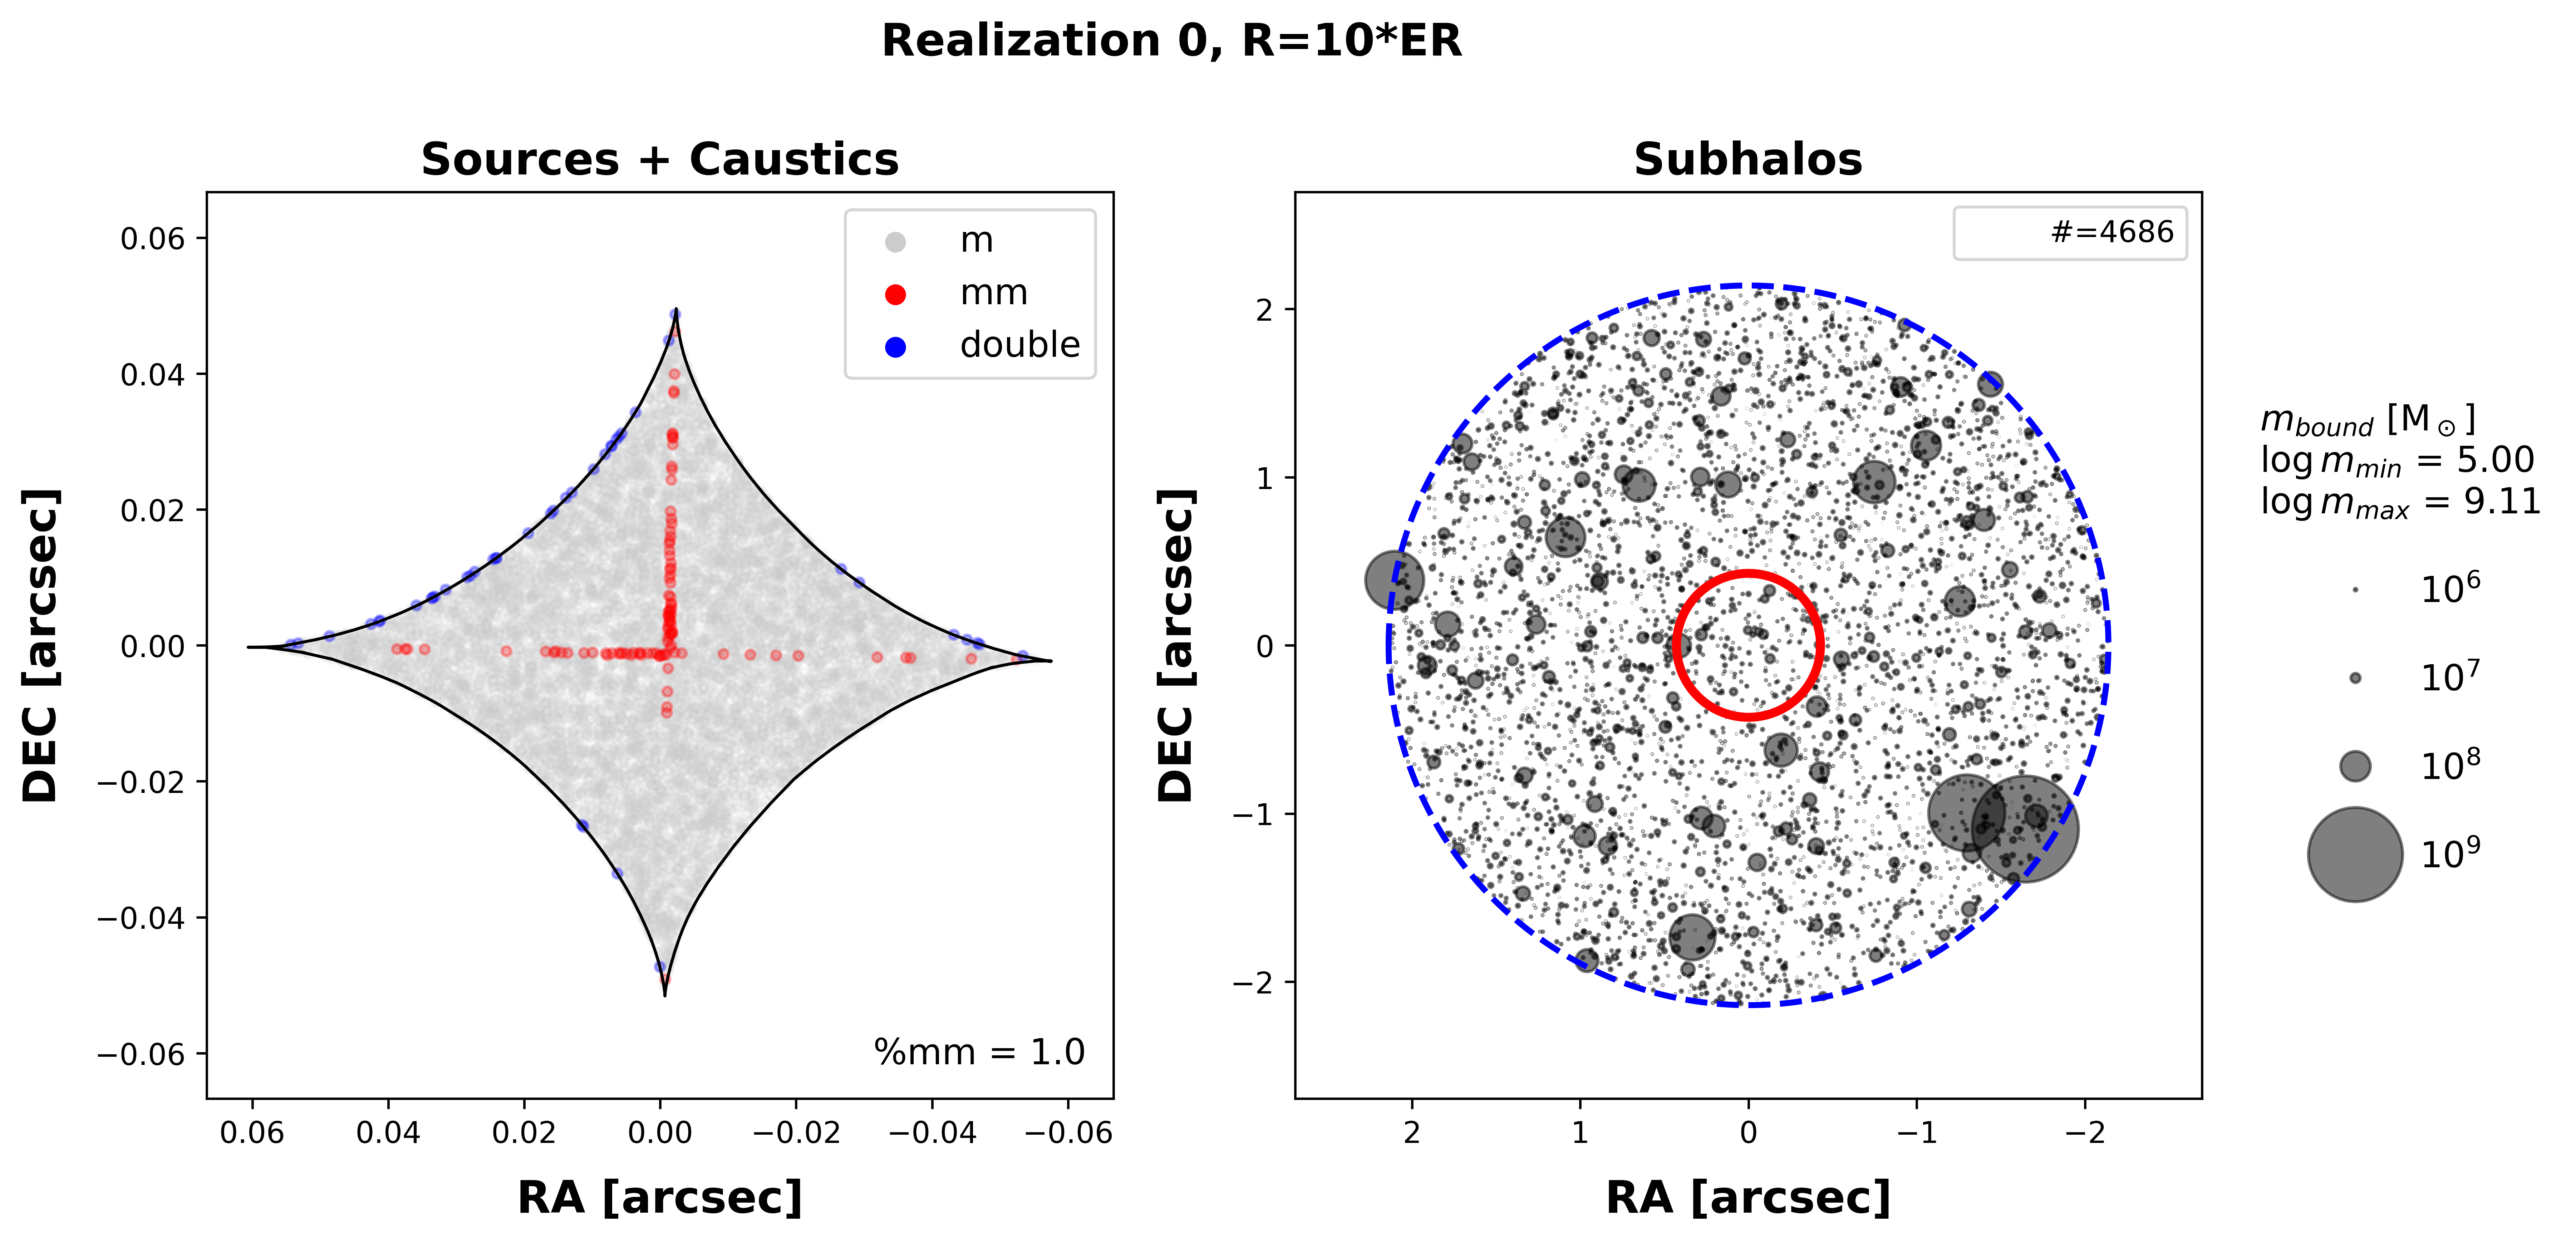 Realization 0, R=10*ER
Sources + Caustics
m
mm
double
%mm = 1.0
0.06
0.04
0.02
0.00
−0.02
−0.04
−0.06
DEC [arcsec]
0.06
0.04
0.02
0.00
−0.02
−0.04
−0.06
RA [arcsec]
Subhalos
#=4686
2
1
0
−1
−2
DEC [arcsec]
2
1
0
−1
−2
RA [arcsec]
m_bound [M_⊙]
log m_min = 5.00
log m_max = 9.11
10^6
10^7
10^8
10^9